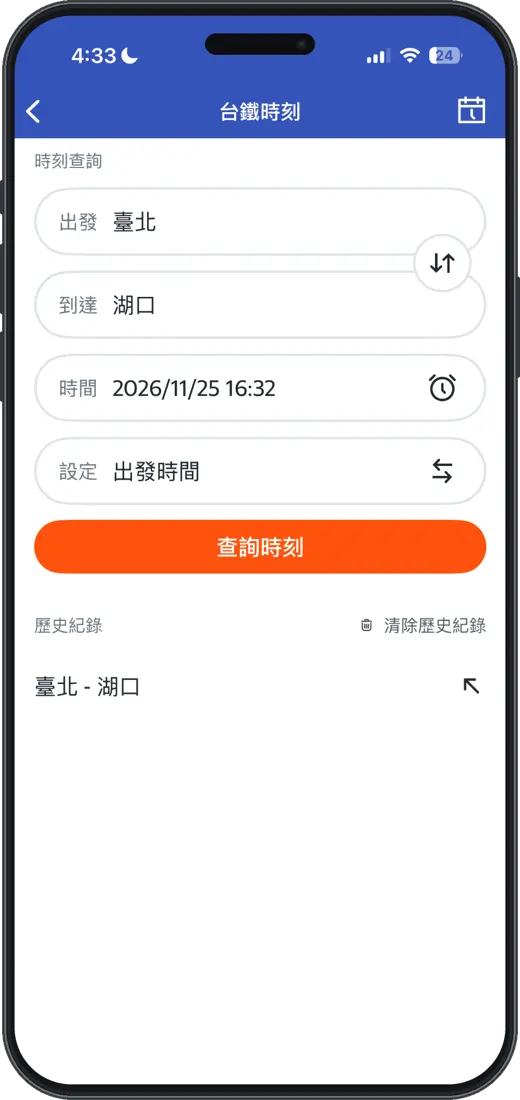 4:33
24
台鐵時刻
時刻查詢
出發 臺北
到達 湖口
時間 2026/11/25 16:32
設定 出發時間
查詢時刻
歷史紀錄 清除歷史紀錄
臺北 - 湖口